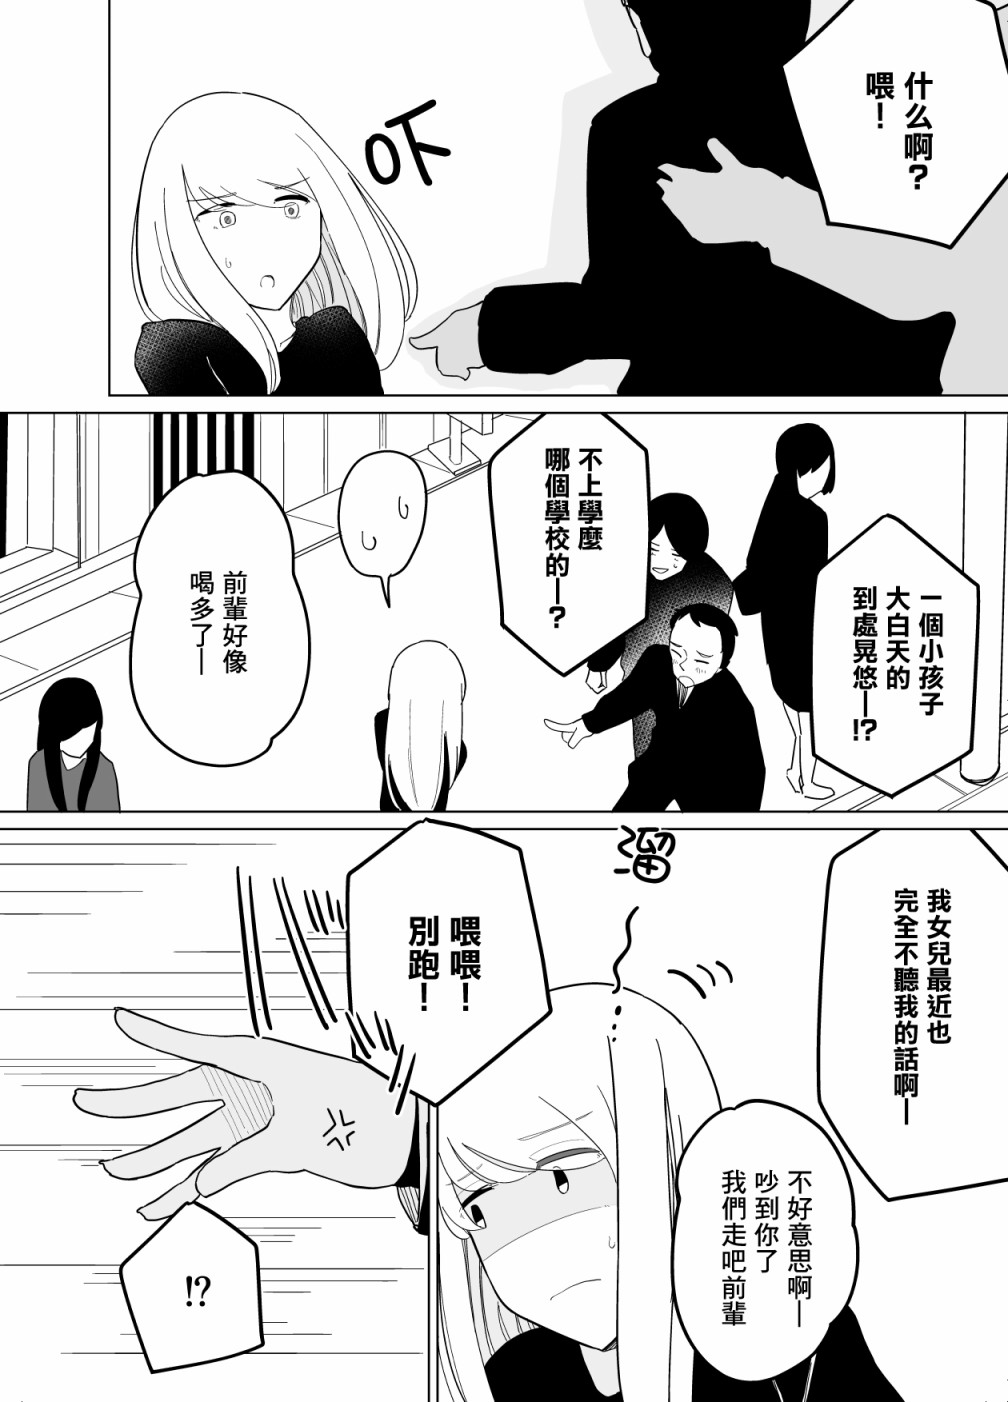 什么啊？
喂！
吓
一個小孩子
大白天的
到處晃悠—!?
不上學麼
哪個學校的—？
前輩好像
喝多了—
我女兒最近也
完全不聽我的話啊—
溜
不好意思啊—
吵到你了
我們走吧前輩
喂喂！
別跑！
!?